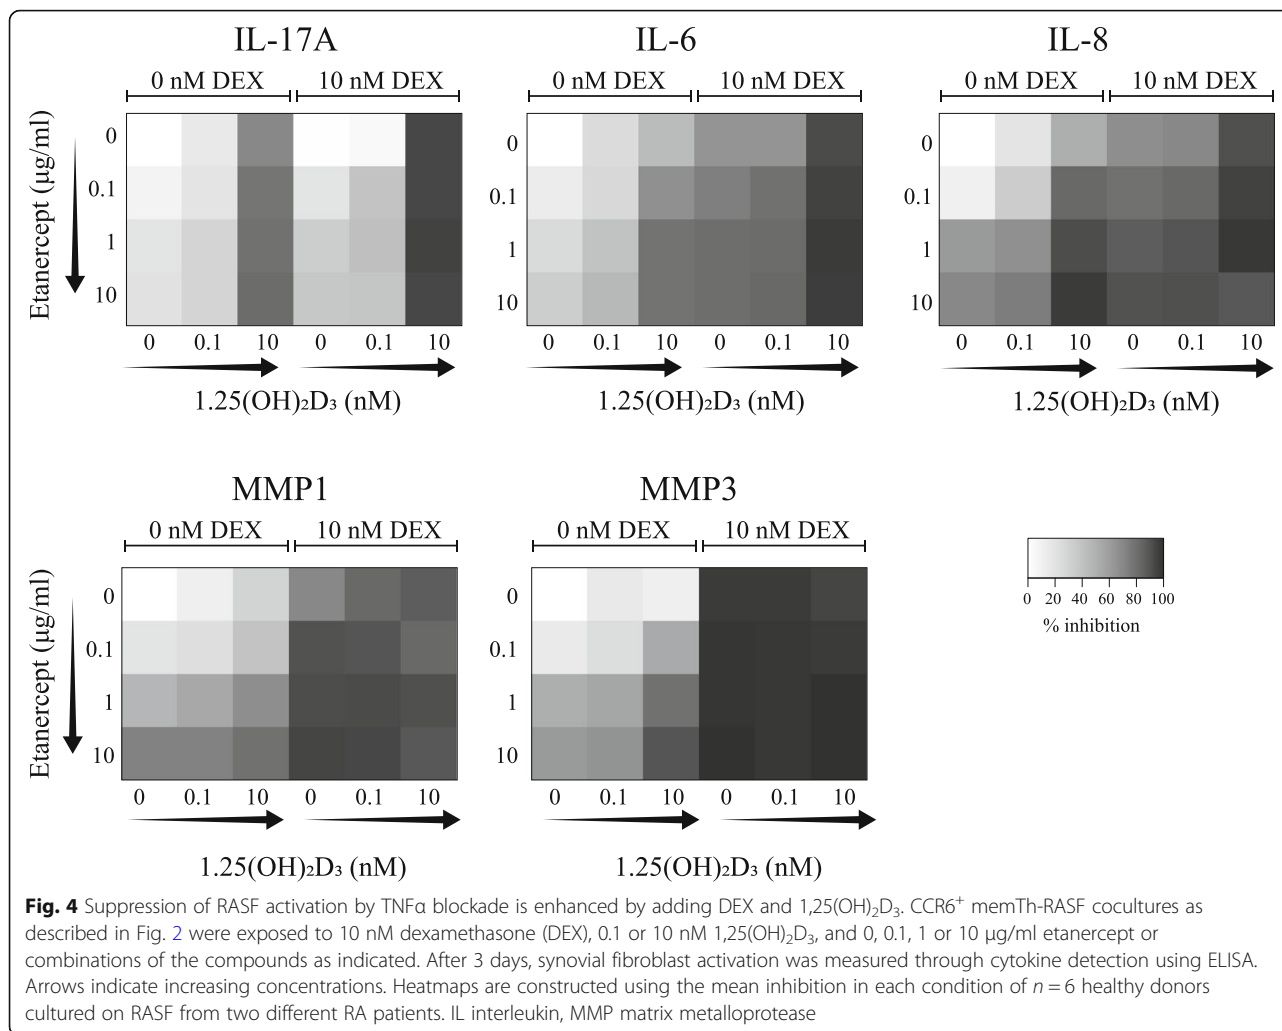 IL-17A IL-6 IL-8
0 nM DEX 10 nM DEX 0 nM DEX 10 nM DEX 0 nM DEX 10 nM DEX
Etanercept (µg/ml)
0 0 0
0.1 0.1 0.1
1 1 1
10 10 10
0 0.1 10 0 0.1 10 0 0.1 10 0 0.1 10 0 0.1 10 0 0.1 10
1.25(OH)₂D₃ (nM) 1.25(OH)₂D₃ (nM) 1.25(OH)₂D₃ (nM)
MMP1 MMP3
0 nM DEX 10 nM DEX 0 nM DEX 10 nM DEX
Etanercept (µg/ml)
0 0
0.1 0.1
1 1
10 10
0 0.1 10 0 0.1 10 0 0.1 10 0 0.1 10
1.25(OH)₂D₃ (nM) 1.25(OH)₂D₃ (nM)
0 20 40 60 80 100
% inhibition
Fig. 4 Suppression of RASF activation by TNFα blockade is enhanced by adding DEX and 1,25(OH)₂D₃. CCR6⁺ memTh-RASF cocultures as
described in Fig. 2 were exposed to 10 nM dexamethasone (DEX), 0.1 or 10 nM 1,25(OH)₂D₃, and 0, 0.1, 1 or 10 µg/ml etanercept or
combinations of the compounds as indicated. After 3 days, synovial fibroblast activation was measured through cytokine detection using ELISA.
Arrows indicate increasing concentrations. Heatmaps are constructed using the mean inhibition in each condition of n = 6 healthy donors
cultured on RASF from two different RA patients. IL interleukin, MMP matrix metalloprotease